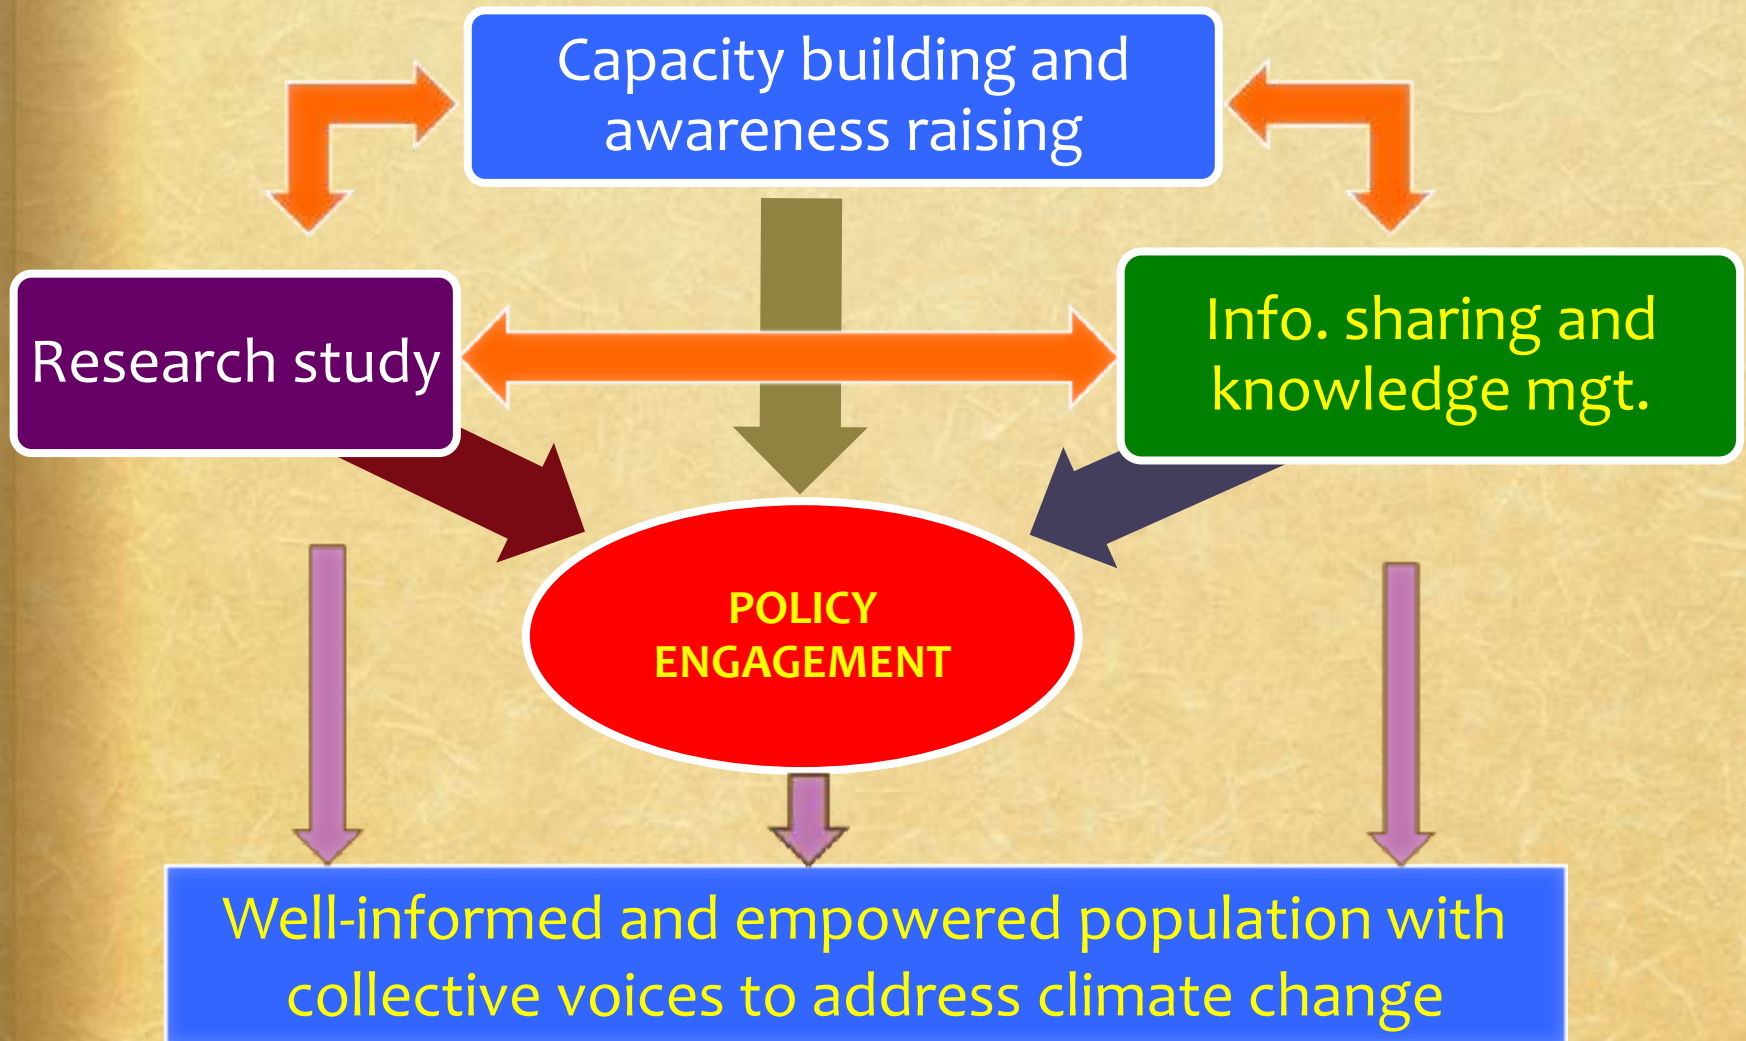 Capacity building and
awareness raising
Research study
Info. sharing and
knowledge mgt.
POLICY
ENGAGEMENT
Well-informed and empowered population with
collective voices to address climate change